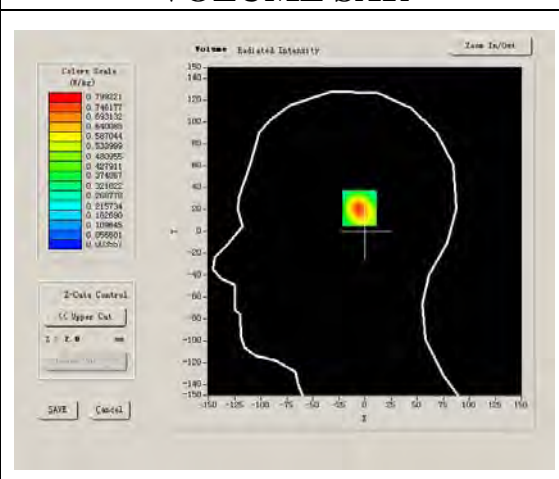 VOLUME SAR
Volume Radiated Intensity
Zoom In/Out
Colors Scale
(W/kg)
0.799221
0.746177
0.693132
0.640088
0.587044
0.533999
0.480955
0.427911
0.374867
0.321822
0.268778
0.215734
0.162690
0.109645
0.056601
150
140
120
100
80
60
40
20
0
-20
-40
-60
-80
-100
-120
-140
-150
Y
-150 -125 -100 -75 -50 -25 0 25 50 75 100 125 150
X
Z-Cuts Control
<< Upper Cut
SAVE Cancel